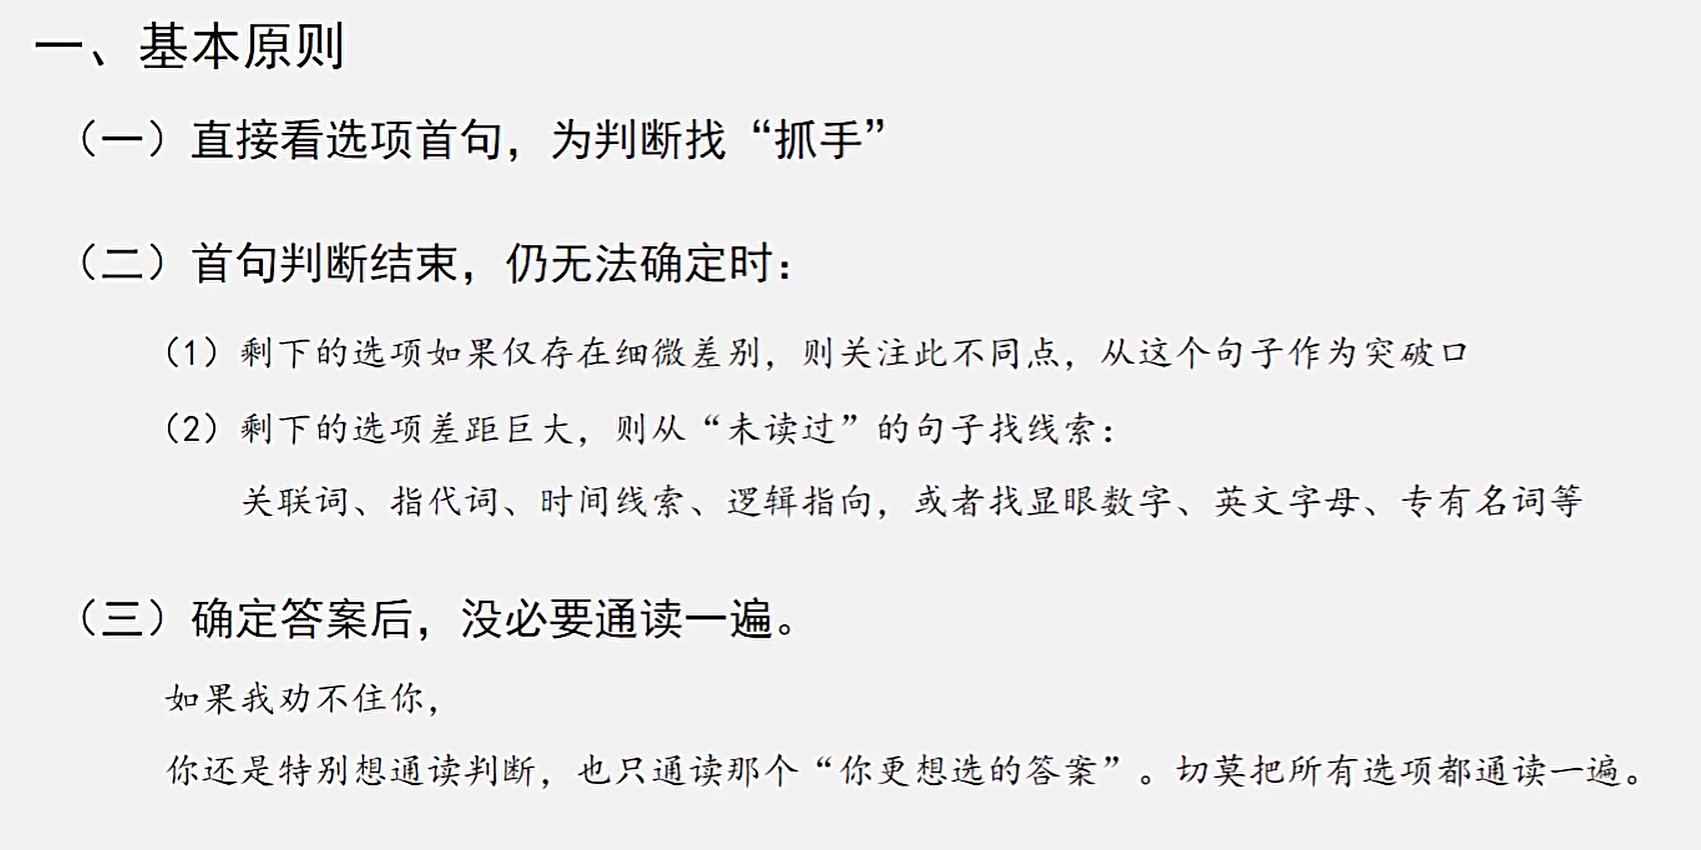 一、基本原则
（一）直接看选项首句，为判断找“抓手”
（二）首句判断结束，仍无法确定时：
（1）剩下的选项如果仅存在细微差别，则关注此不同点，从这个句子作为突破口
（2）剩下的选项差距巨大，则从“未读过”的句子找线索：
关联词、指代词、时间线索、逻辑指向，或者找显眼数字、英文字母、专有名词等
（三）确定答案后，没必要通读一遍。
如果我劝不住你，
你还是特别想通读判断，也只通读那个“你更想选的答案”。切莫把所有选项都通读一遍。